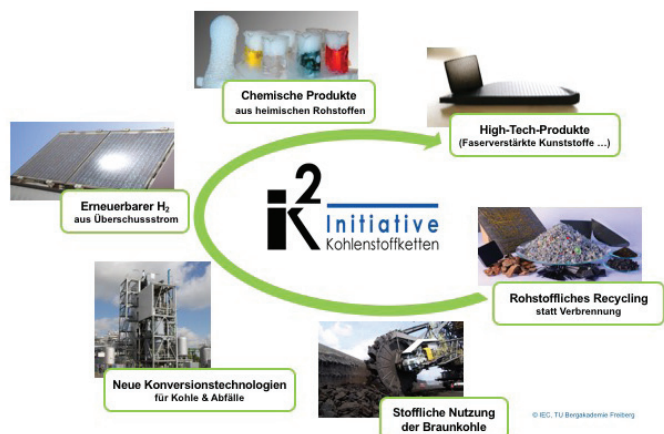 Chemische Produkte
aus heimischen Rohstoffen
High-Tech-Produkte
(Faserverstärkte Kunststoffe ...)
Erneuerbarer H₂
aus Überschussstrom
iK²
Initiative
Kohlenstoffketten
Rohstoffliches Recycling
statt Verbrennung
Neue Konversionstechnologien
für Kohle & Abfälle
Stoffliche Nutzung
der Braunkohle
© IEC, TU Bergakademie Freiberg